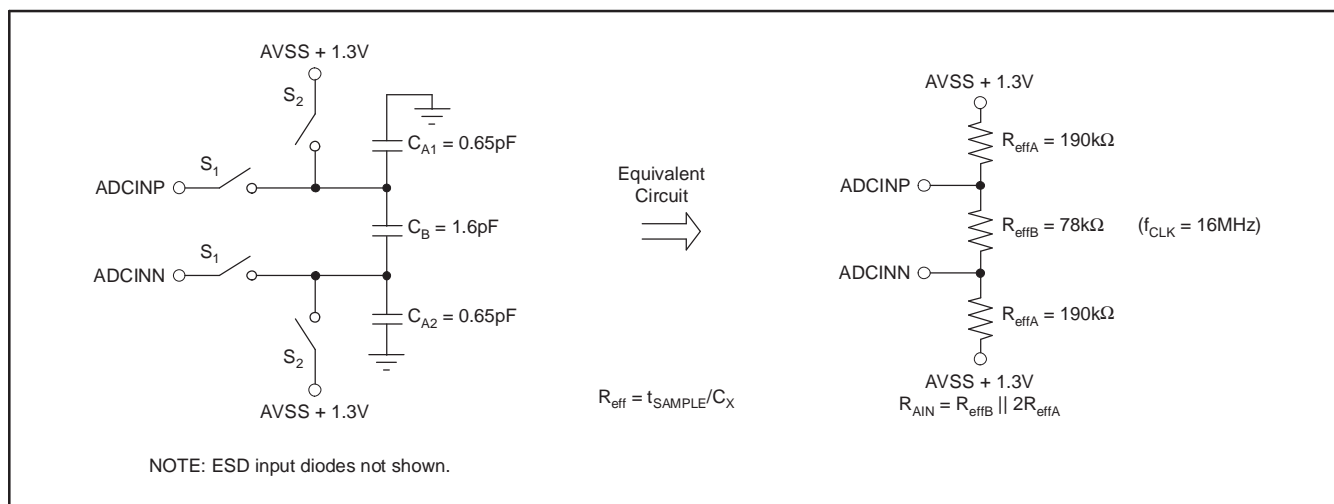 AVSS + 1.3V
S2
CA1 = 0.65pF
S1
ADCINP
CB = 1.6pF
S1
ADCINN
CA2 = 0.65pF
S2
AVSS + 1.3V
NOTE: ESD input diodes not shown.
Equivalent
Circuit
Reff = tSAMPLE/CX
AVSS + 1.3V
ReffA = 190kΩ
ADCINP
ReffB = 78kΩ (fCLK = 16MHz)
ADCINN
ReffA = 190kΩ
AVSS + 1.3V
RAIN = ReffB || 2ReffA